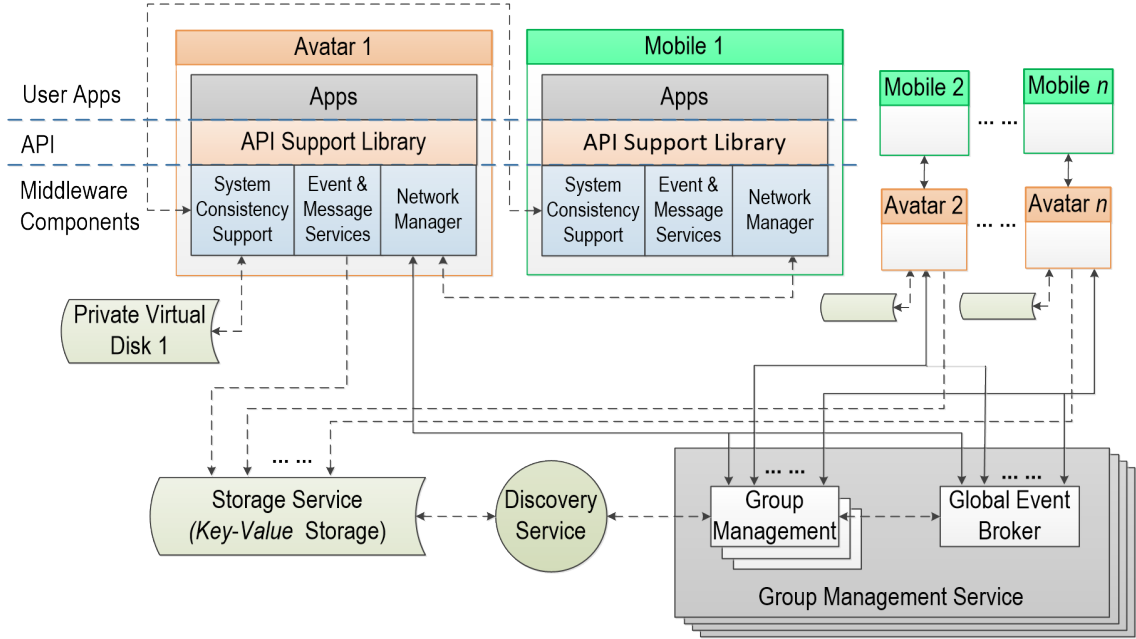 Avatar 1
Mobile 1
Mobile 2
... ...
Mobile n
User Apps
Apps
Apps
API
API Support Library
API Support Library
Middleware
Components
System
Consistency
Support
Event &
Message
Services
Network
Manager
System
Consistency
Support
Event &
Message
Services
Network
Manager
Avatar 2
... ...
Avatar n
Private Virtual
Disk 1
... ...
Storage Service
(Key-Value Storage)
Discovery
Service
... ...
Group
Management
... ...
Global Event
Broker
Group Management Service